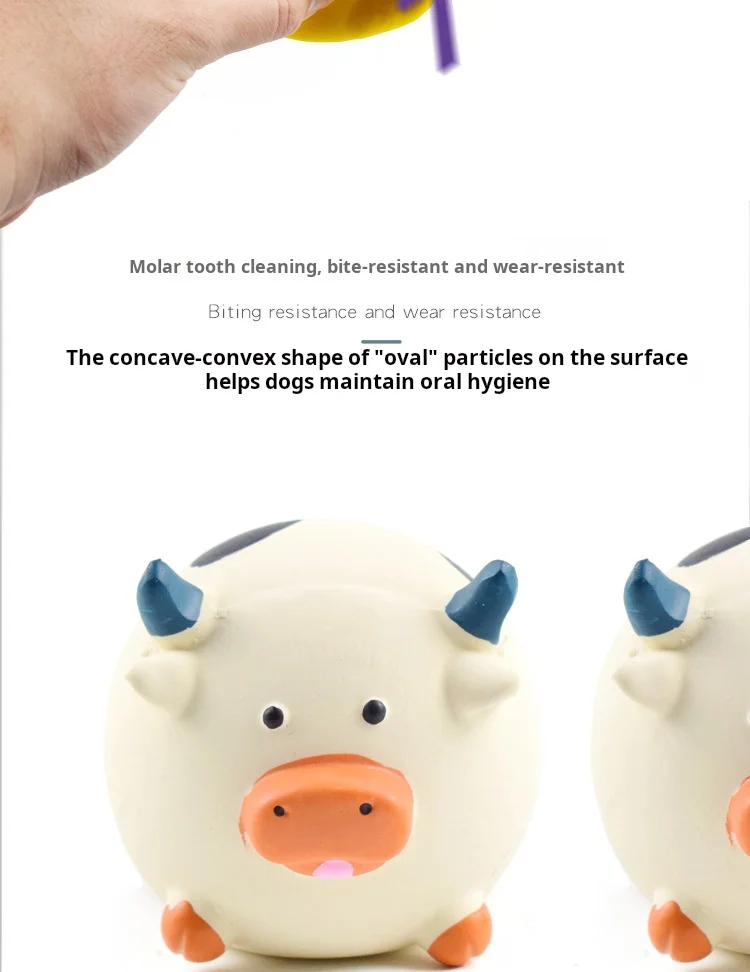 Molar tooth cleaning, bite-resistant and wear-resistant
Biting resistance and wear resistance
The concave-convex shape of "oval" particles on the surface
helps dogs maintain oral hygiene